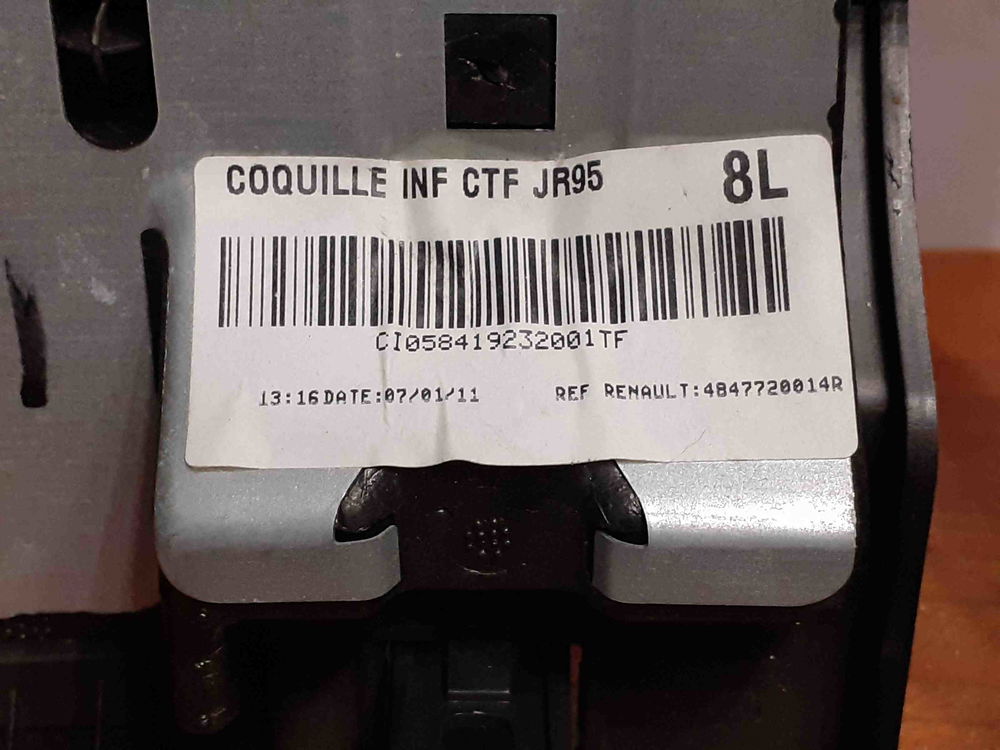 COQUILLE INF CTF JR95 8L
CI058419232001TF
13:16 DATE:07/01/11 REF RENAULT:4847720014R